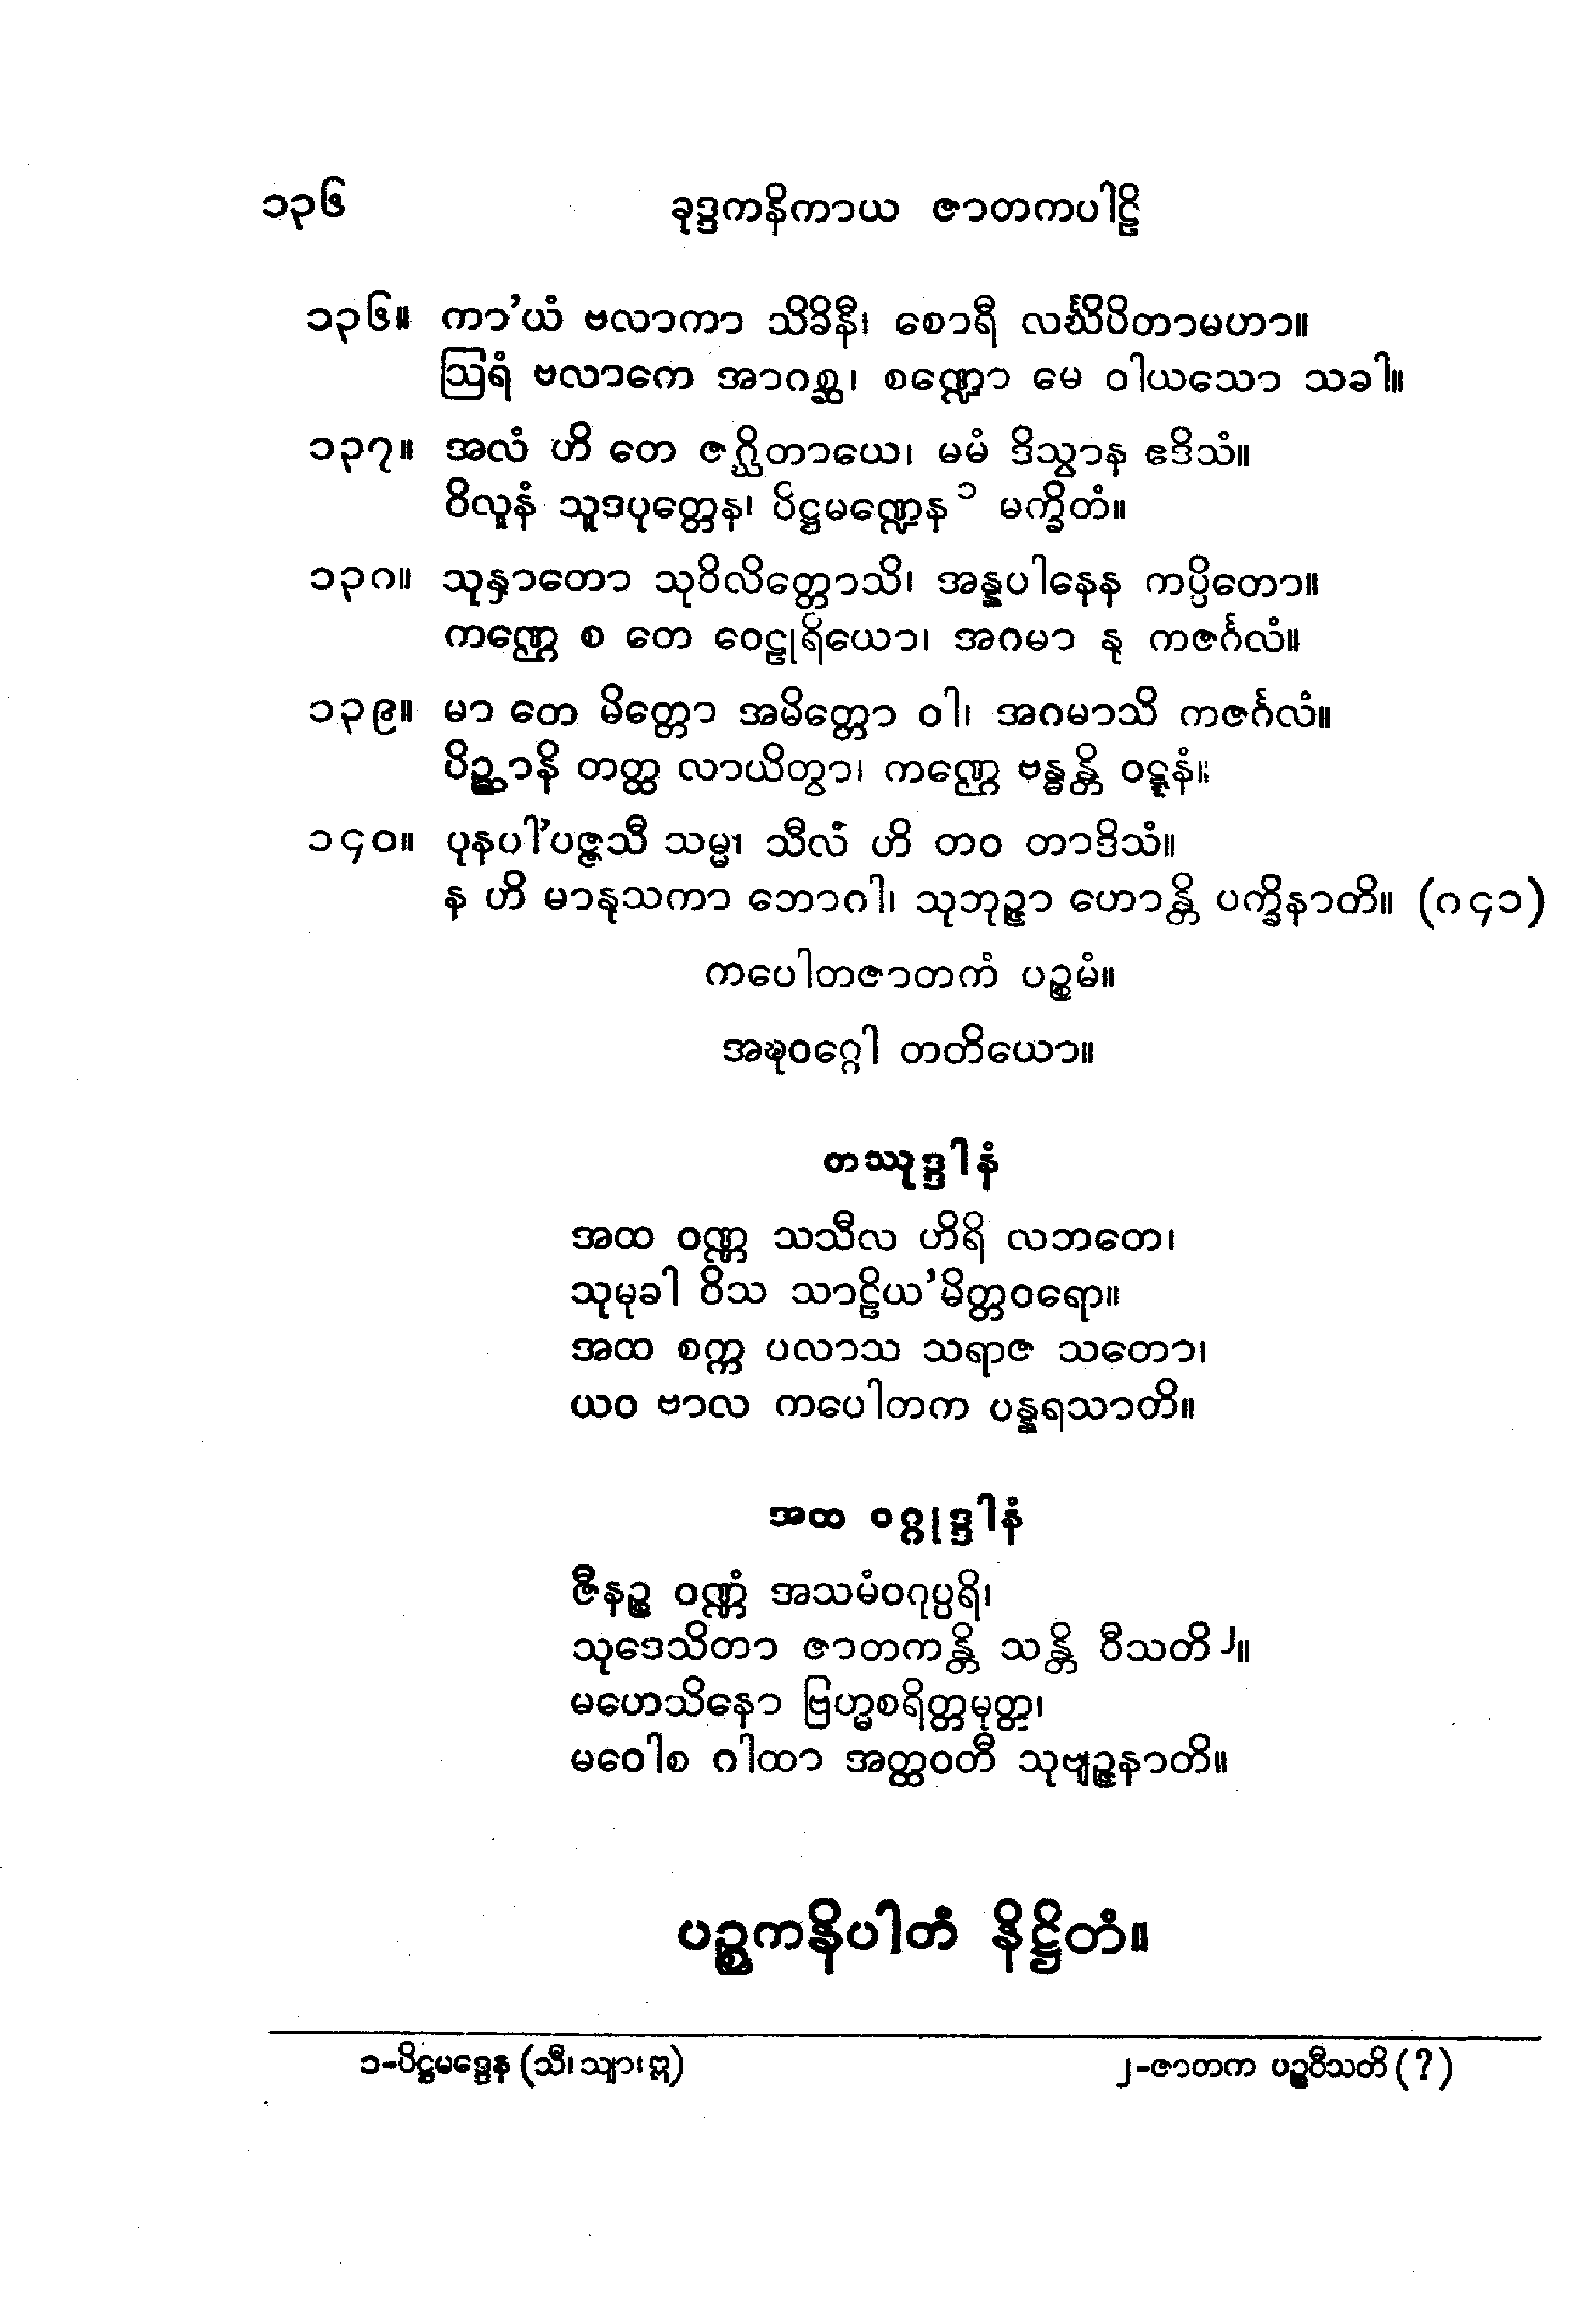 ၁၃၆ ခုဒ္ဒကနိကာယ ဇာတကပါဠိ
၁၃၆။ ကာ’ယံ ဗလာကာ သိခိနီ၊ စောရီ လင်္ဃိပိတာမဟာ။
ဩရံ ဗလာကေ အာဂစ္ဆ၊ စဏ္ဍော မေ ဝါယသော သခါ။
၁၃၇။ အလံ ဟိ တေ ဇဂ္ဃိတာယေ၊ မမံ ဒိသွာန ဧဒိသံ။
ဝိလူနံ သူဒပုတ္တေန၊ ပိဋ္ဌမဏ္ဍေန ၁ မက္ခိတံ။
၁၃၈။ သုနှာတော သုဝိလိတ္တောသိ၊ အန္နပါနေန တပ္ပိတော။
ကဏ္ဌေ စ တေ ဝေဠုရိယော၊ အဂမာ နု ကဇင်္ဂလံ။
၁၃၉။ မာ တေ မိတ္တော အမိတ္တော ဝါ၊ အဂမာသိ ကဇင်္ဂလံ။
ပိဉ္ဆာနိ တတ္ထ လာယိတွာ၊ ကဏ္ဌေ ဗန္ဓန္တိ ဝဋ္ဋနံ။
၁၄၀။ ပုနပါ’ပဇ္ဇသီ သမ္မ၊ သီလံ ဟိ တဝ တာဒိသံ။
န ဟိ မာနုသကာ ဘောဂါ၊ သုဘုဉ္ဇာ ဟောန္တိ ပက္ခိနာတိ။ (၈၄၁)
ကပေါတဇာတကံ ပဉ္စမံ။
အဍ္ဎဝဂ္ဂေါ တတိယော။
တဿုဒ္ဒါနံ
အထ ဝဏ္ဏ သသီလ ဟိရိ လဘတေ၊
သုမုခါ ဝိသ သာဠိယ’မိတ္တဝရော။
အထ စက္က ပလာသ သရာဇ သတော၊
ယဝ ဗာလ ကပေါတက ပန္နရသာတိ။
အထ ဝဂ္ဂုဒ္ဒါနံ
ဇီနဉ္စ ဝဏ္ဏံ အသမံဝဂုပ္ပရိ၊
သုဒေသိတာ ဇာတကန္တိ သန္တိ ဝီသတိ ၂။
မဟေသိနော ဗြဟ္မစရိတ္တမုတ္တ၊
မဝေါစ ဂါထာ အတ္ထဝတီ သုဗျဉ္ဇနာတိ။
ပဉ္စကနိပါတံ နိဋ္ဌိတံ။
၁-ပိဋ္ဌမဒ္ဒေန (သီ၊ သျာ၊ ဣ)
၂-ဇာတက ပဉ္စဝီသတိ (?)